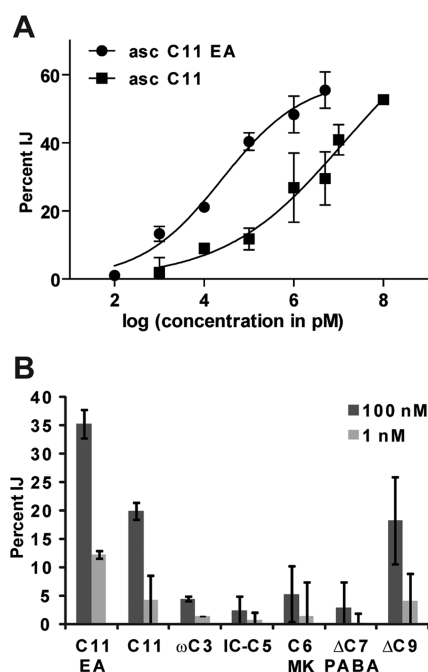 A
asc C11 EA
asc C11
Percent IJ
60
40
20
0
2 4 6 8
log (concentration in pM)
B
100 nM
1 nM
Percent IJ
40
35
30
25
20
15
10
5
0
C11 C11 ωC3 IC-C5 C6 ΔC7 ΔC9
EA MK PABA